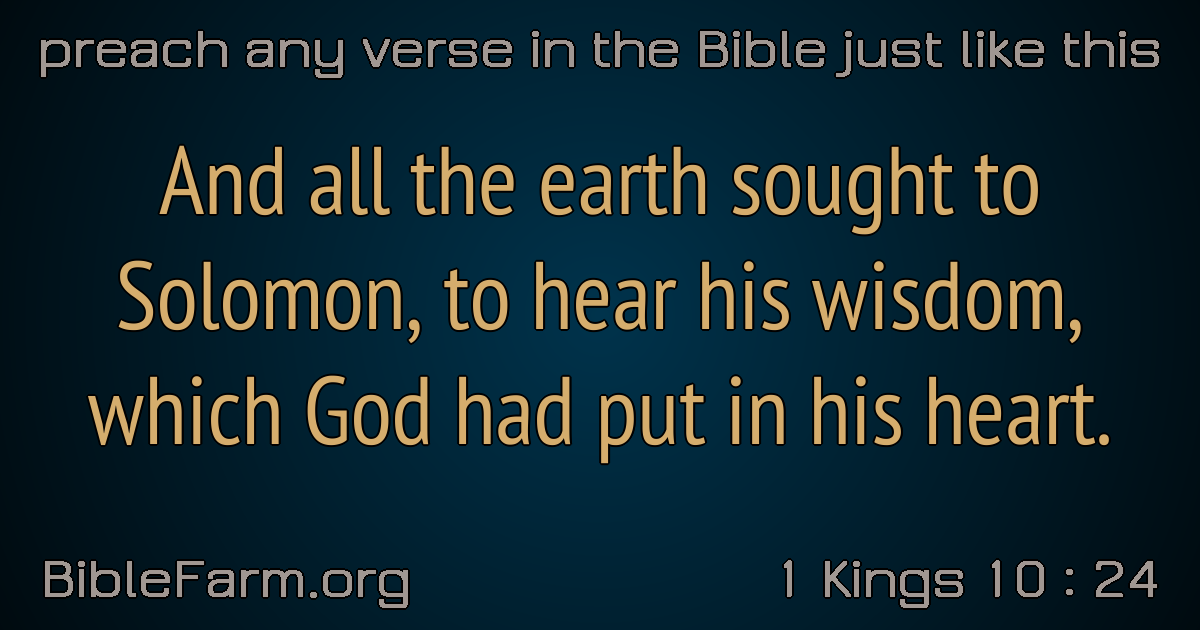 preach any verse in the Bible just like this
And all the earth sought to
Solomon, to hear his wisdom,
which God had put in his heart.
BibleFarm.org
1 Kings 10 : 24